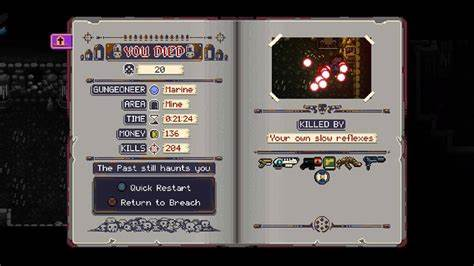 YOU DIED
20
GUNGEONEER Marine
AREA Mine
TIME 0:21:24
MONEY 136
KILLS 204
The Past still haunts you
Quick Restart
Return to Breach
KILLED BY
Your own slow reflexes